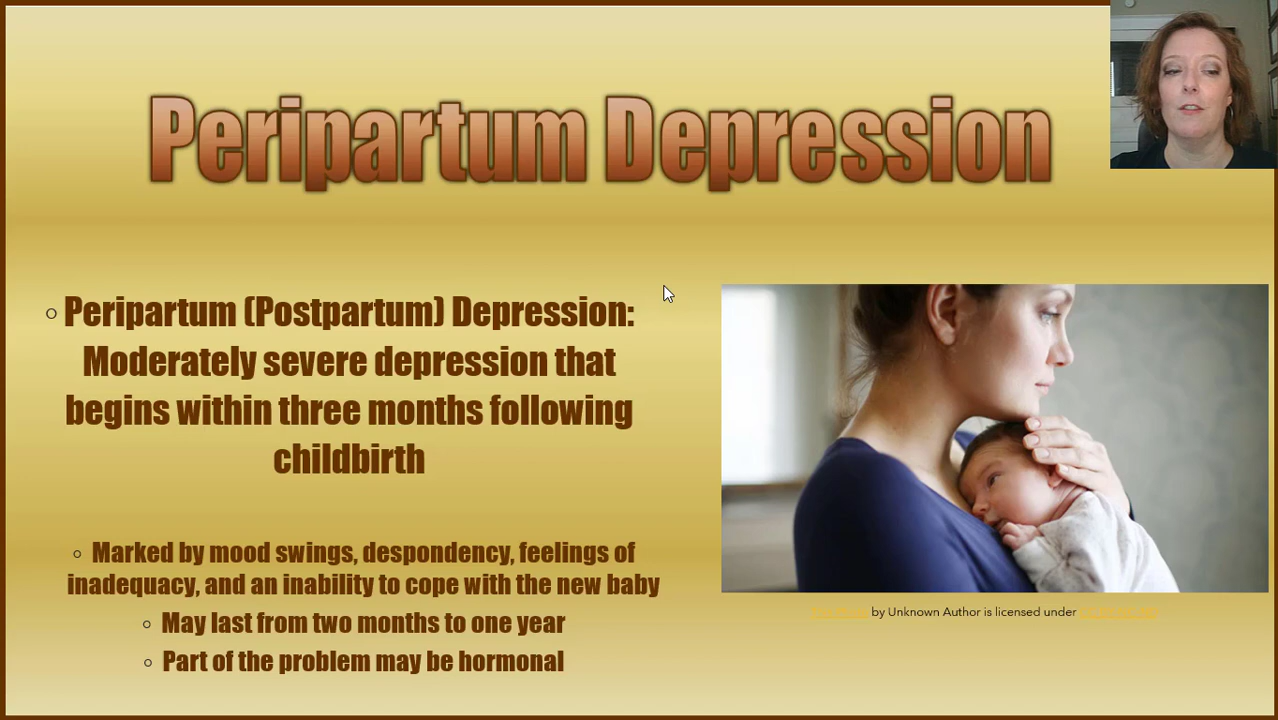 Peripartum Depression
○ Peripartum (Postpartum) Depression:
Moderately severe depression that
begins within three months following
childbirth
○ Marked by mood swings, despondency, feelings of
inadequacy, and an inability to cope with the new baby
○ May last from two months to one year
○ Part of the problem may be hormonal
by Unknown Author is licensed under